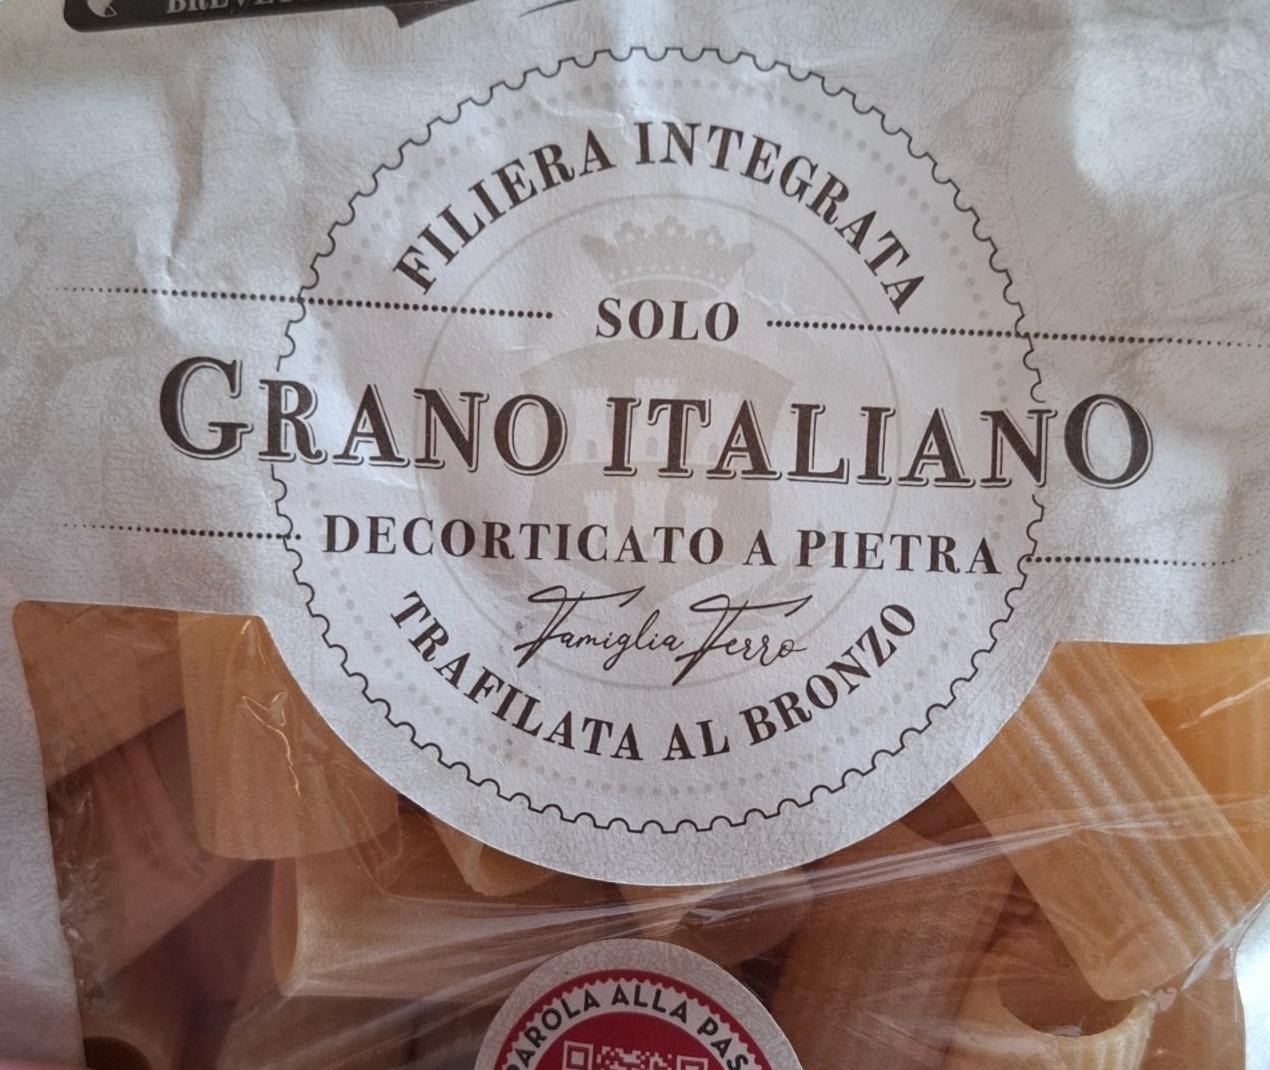 FILIERA INTEGRATA
SOLO
GRANO ITALIANO
DECORTICATO A PIETRA
Famiglia Ferro
TRAFILATA AL BRONZO
PAROLA ALLA PAS